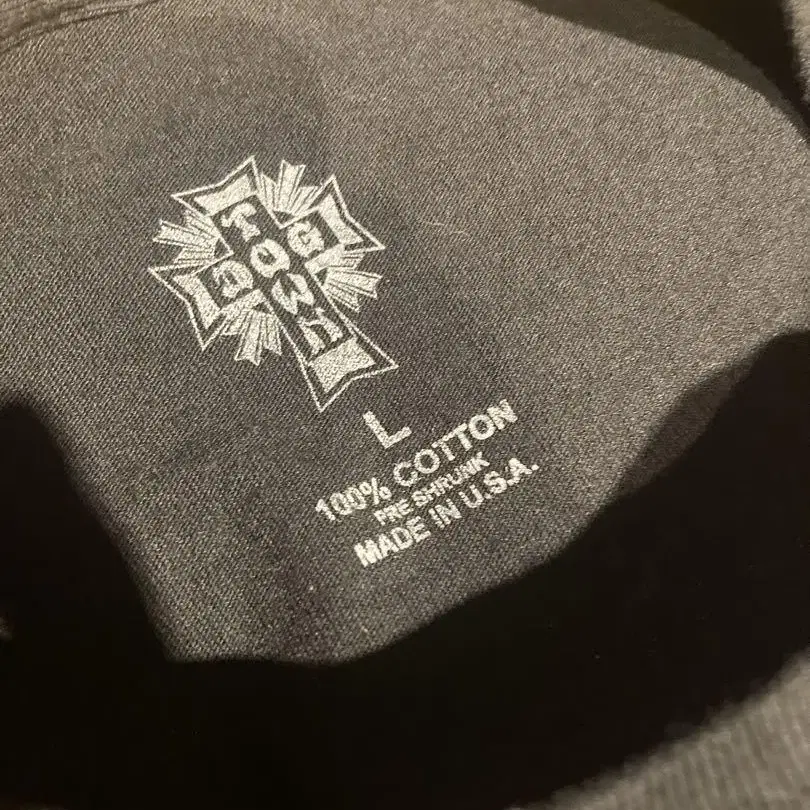 DOG
TOWN
L
100% COTTON
PRE SHRUNK
MADE IN U.S.A.